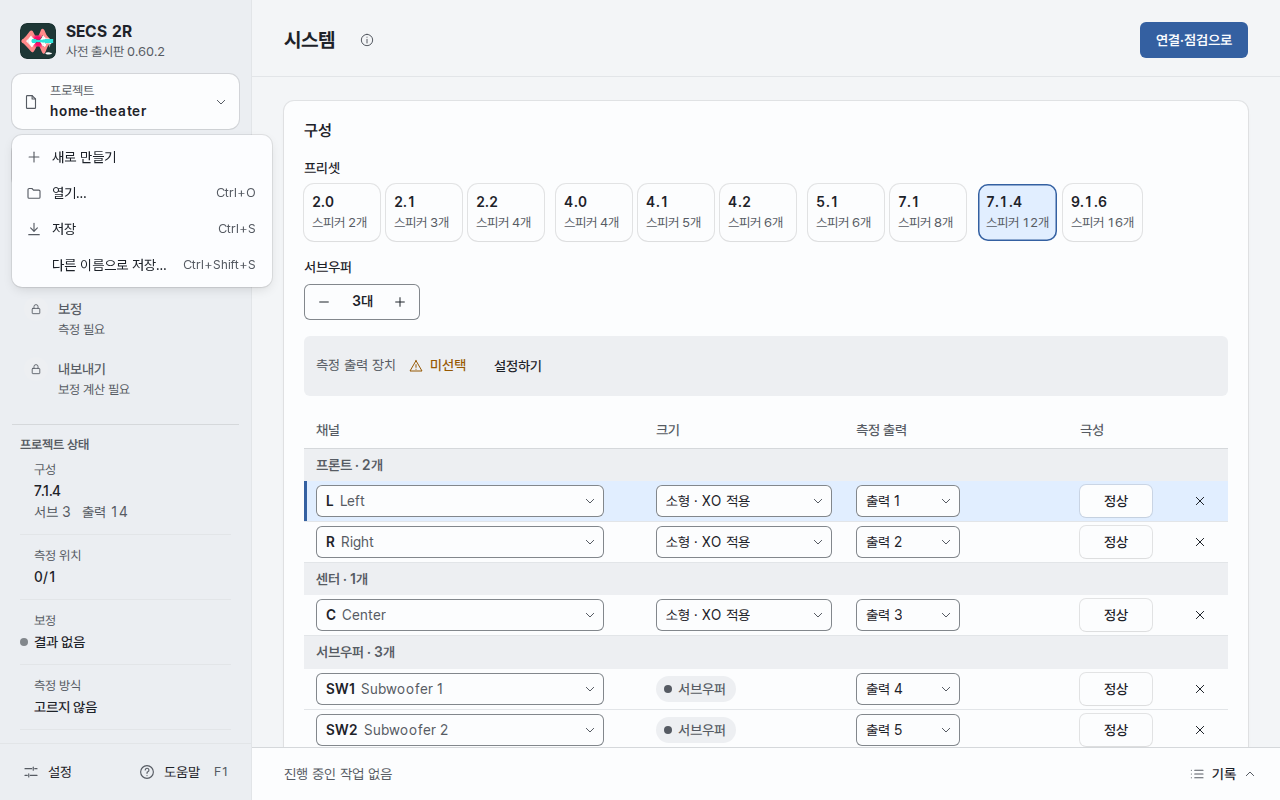 SECS 2R
사전 출시판 0.60.2
프로젝트
home-theater
새로 만들기
열기... Ctrl+O
저장 Ctrl+S
다른 이름으로 저장... Ctrl+Shift+S
보정
측정 필요
내보내기
보정 계산 필요
프로젝트 상태
구성
7.1.4
서브 3 출력 14
측정 위치
0/1
보정
결과 없음
측정 방식
고르지 않음
설정 도움말 F1
시스템
연결·점검으로
구성
프리셋
2.0 2.1 2.2 4.0 4.1 4.2 5.1 7.1 7.1.4 9.1.6
스피커 2개 스피커 3개 스피커 4개 스피커 4개 스피커 5개 스피커 6개 스피커 6개 스피커 8개 스피커 12개 스피커 16개
서브우퍼
3대
측정 출력 장치 미선택 설정하기
채널 크기 측정 출력 극성
프론트 · 2개
L Left 소형 · XO 적용 출력 1 정상
R Right 소형 · XO 적용 출력 2 정상
센터 · 1개
C Center 소형 · XO 적용 출력 3 정상
서브우퍼 · 3개
SW1 Subwoofer 1 서브우퍼 출력 4 정상
SW2 Subwoofer 2 서브우퍼 출력 5 정상
진행 중인 작업 없음 기록